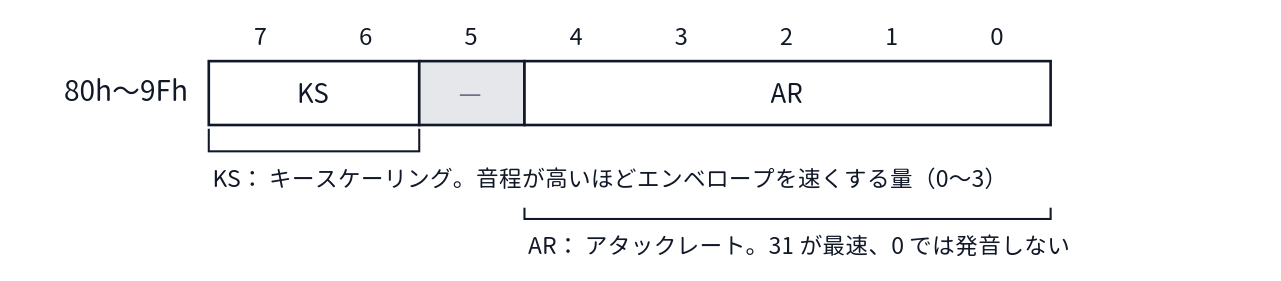 7 6 5 4 3 2 1 0
80h～9Fh KS — AR
KS： キースケーリング。音程が高いほどエンベロープを速くする量（0～3）
AR： アタックレート。31 が最速、0 では発音しない